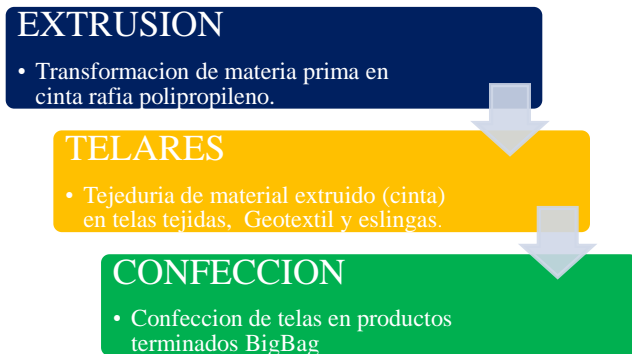 EXTRUSION
• Transformacion de materia prima en
cinta rafia polipropileno.
TELARES
• Tejeduria de material extruido (cinta)
en telas tejidas, Geotextil y eslingas.
CONFECCION
• Confeccion de telas en productos
terminados BigBag